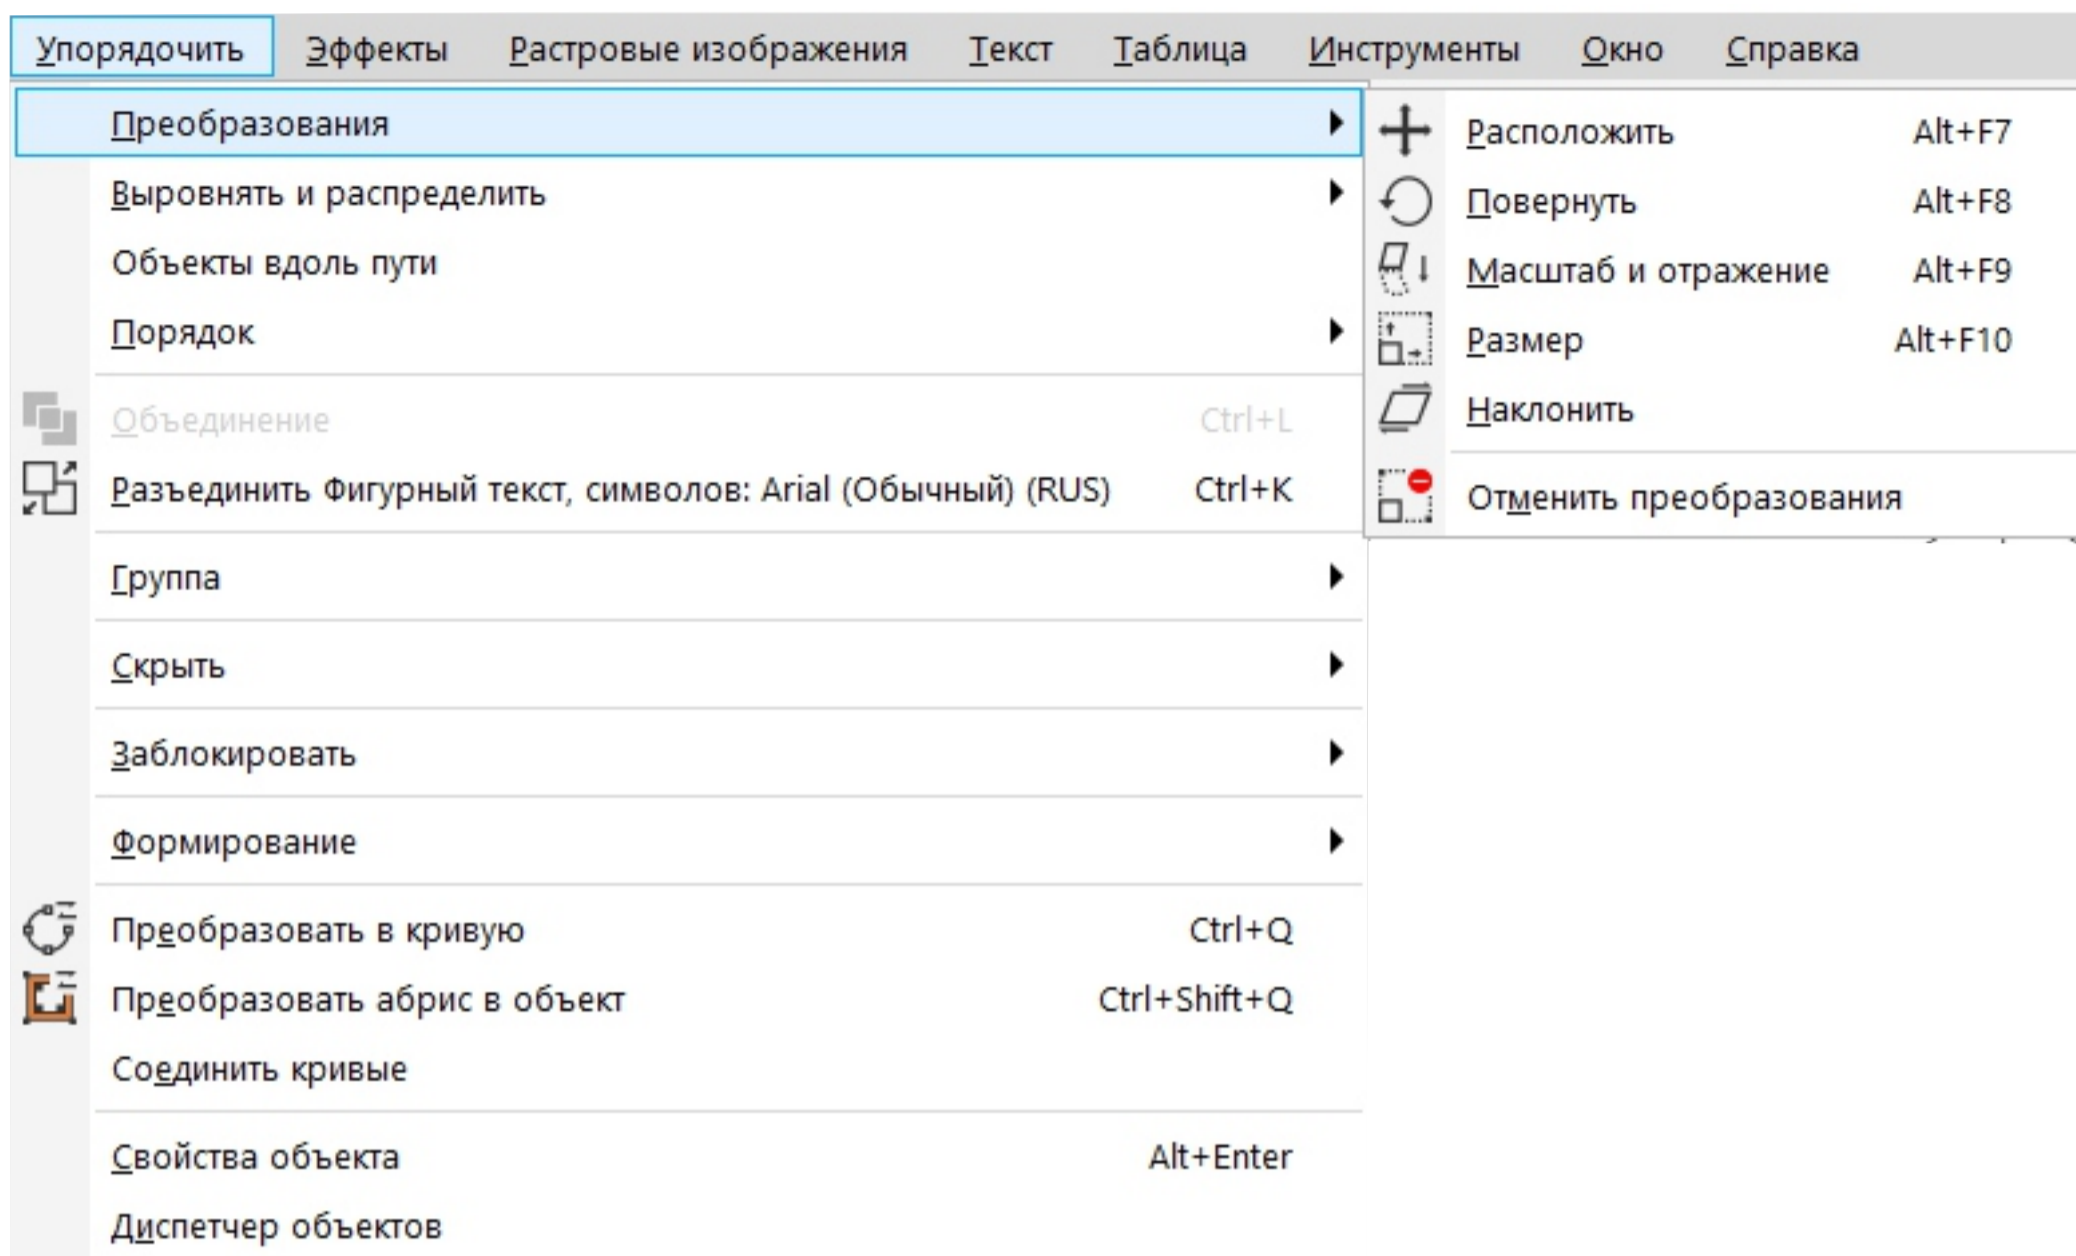 Упорядочить Эффекты Растровые изображения Текст Таблица Инструменты Окно Справка
Преобразования
Выровнять и распределить
Объекты вдоль пути
Порядок
Объединение Ctrl+L
Разъединить Фигурный текст, символов: Arial (Обычный) (RUS) Ctrl+K
Группа
Скрыть
Заблокировать
Формирование
Преобразовать в кривую Ctrl+Q
Преобразовать абрис в объект Ctrl+Shift+Q
Соединить кривые
Свойства объекта Alt+Enter
Диспетчер объектов
Расположить Alt+F7
Повернуть Alt+F8
Масштаб и отражение Alt+F9
Размер Alt+F10
Наклонить
Отменить преобразования